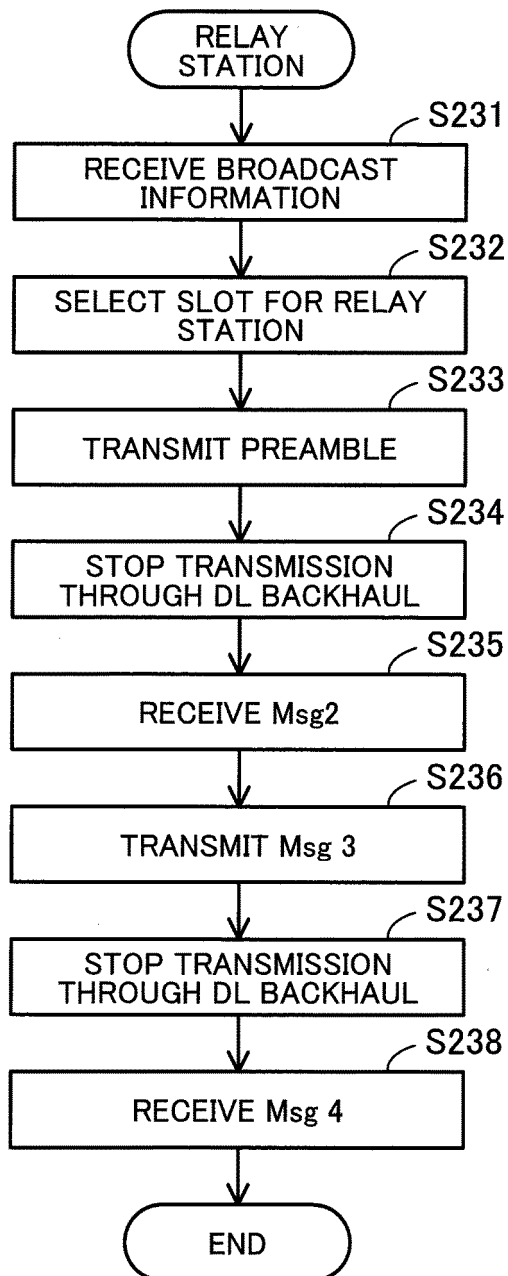 RELAY
STATION
S231
RECEIVE BROADCAST
INFORMATION
S232
SELECT SLOT FOR RELAY
STATION
S233
TRANSMIT PREAMBLE
S234
STOP TRANSMISSION
THROUGH DL BACKHAUL
S235
RECEIVE Msg2
S236
TRANSMIT Msg 3
S237
STOP TRANSMISSION
THROUGH DL BACKHAUL
S238
RECEIVE Msg 4
END